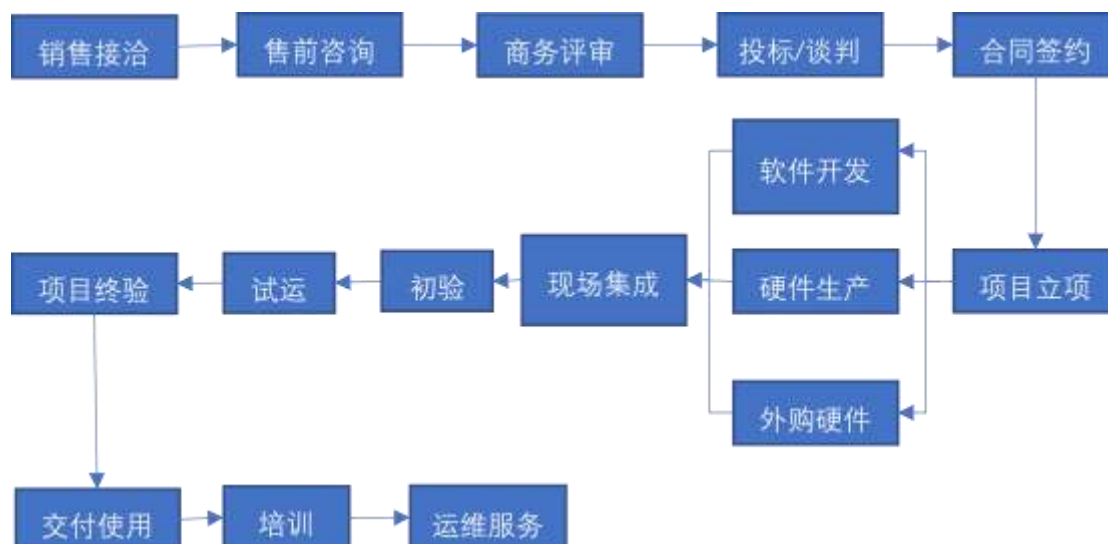 销售接洽
售前咨询
商务评审
投标/谈判
合同签约
软件开发
项目终验
试运
初验
现场集成
硬件生产
项目立项
外购硬件
交付使用
培训
运维服务